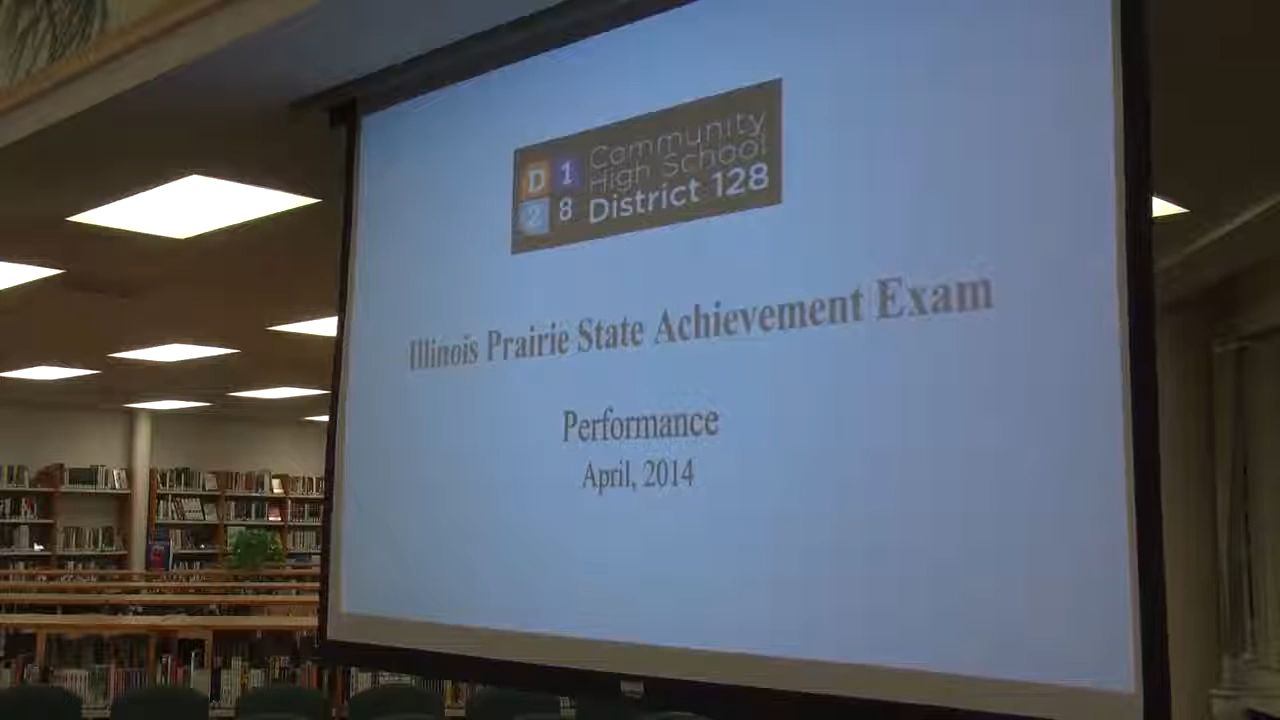 D 1
2 8
Community
High School
District 128
Illinois Prairie State Achievement Exam
Performance
April, 2014